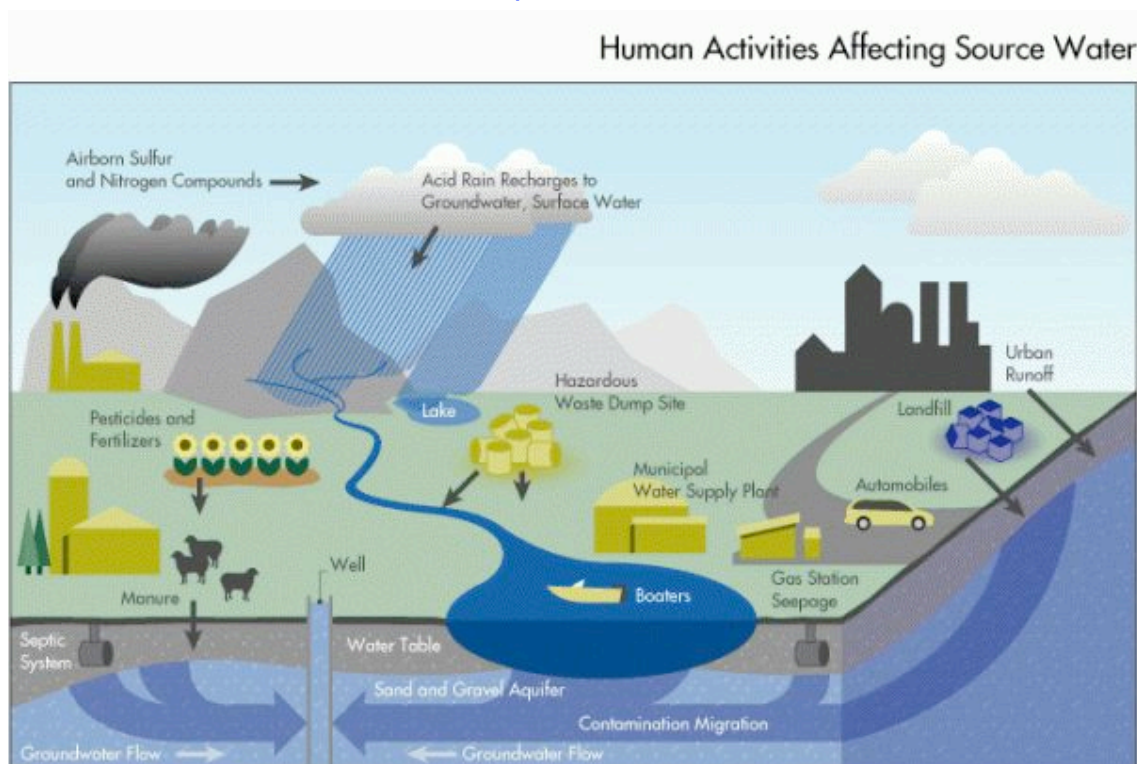 Human Activities Affecting Source Water
Airborn Sulfur
and Nitrogen Compounds
Acid Rain Recharges to
Groundwater, Surface Water
Urban
Runoff
Hazardous
Waste Dump Site
Lake
Landfill
Pesticides and
Fertilizers
Municipal
Water Supply Plant
Automobiles
Well
Gas Station
Seepage
Boaters
Manure
Septic
System
Water Table
Sand and Gravel Aquifer
Contamination Migration
Groundwater Flow
Groundwater Flow